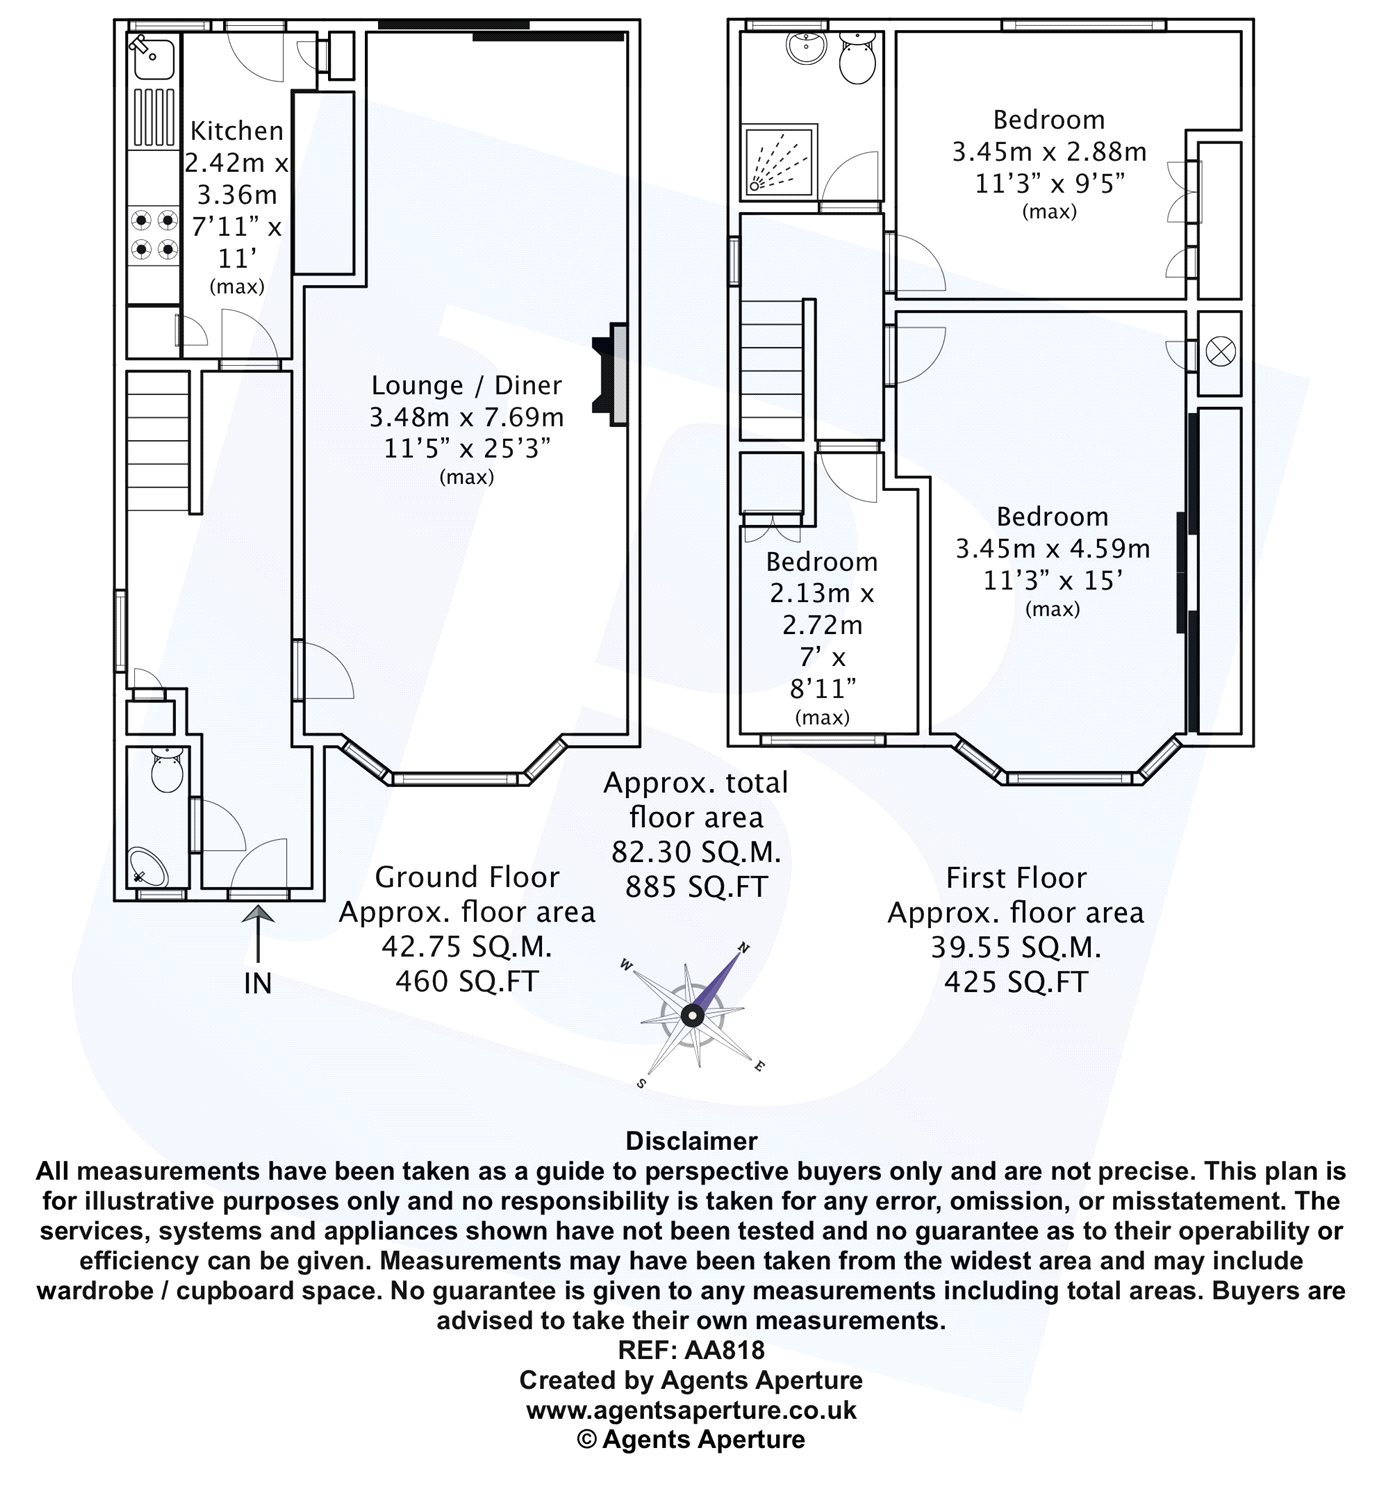 Kitchen
2.42m x
3.36m
7’11” x
11’
(max)
Lounge / Diner
3.48m x 7.69m
11’5” x 25’3”
(max)
Bedroom
3.45m x 2.88m
11’3” x 9’5”
(max)
Bedroom
3.45m x 4.59m
11’3” x 15’
(max)
Bedroom
2.13m x
2.72m
7’ x
8’11”
(max)
IN
Ground Floor
Approx. floor area
42.75 SQ.M.
460 SQ.FT
Approx. total
floor area
82.30 SQ.M.
885 SQ.FT
First Floor
Approx. floor area
39.55 SQ.M.
425 SQ.FT
N
W
E
S
Disclaimer
All measurements have been taken as a guide to perspective buyers only and are not precise. This plan is
for illustrative purposes only and no responsibility is taken for any error, omission, or misstatement. The
services, systems and appliances shown have not been tested and no guarantee as to their operability or
efficiency can be given. Measurements may have been taken from the widest area and may include
wardrobe / cupboard space. No guarantee is given to any measurements including total areas. Buyers are
advised to take their own measurements.
REF: AA818
Created by Agents Aperture
www.agentsaperture.co.uk
© Agents Aperture